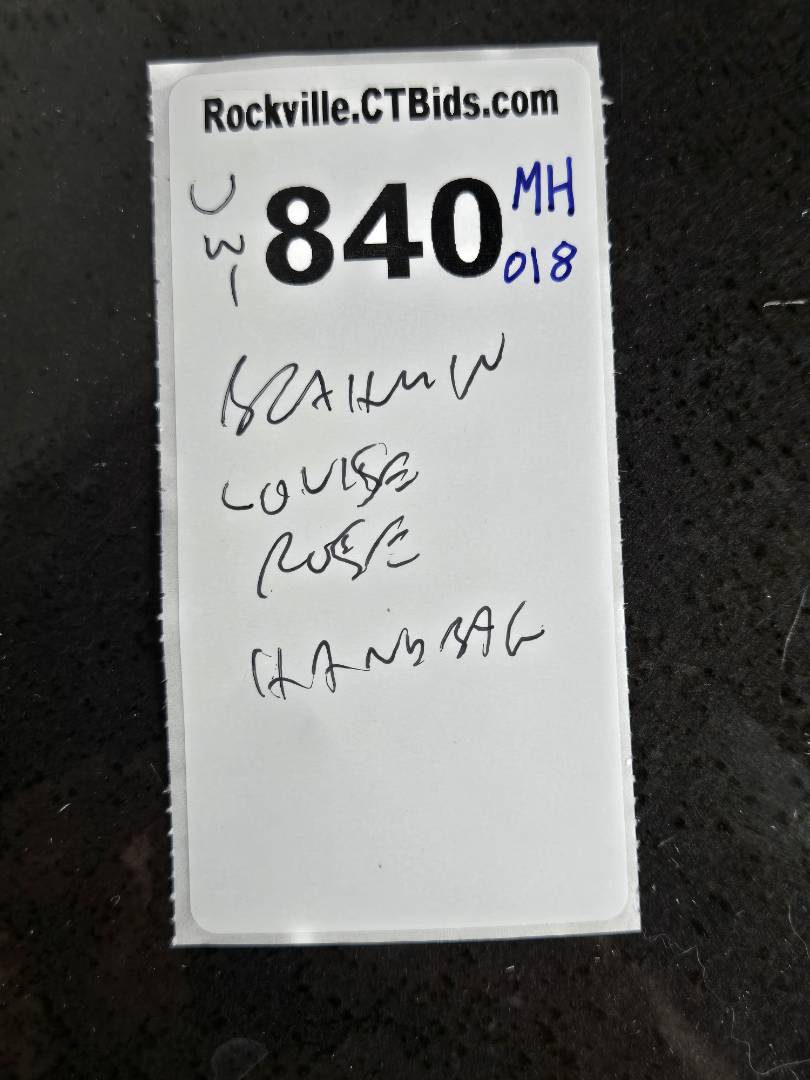 Rockville.CTBids.com
840
MH
018
BRAHMIN
LOUISE
ROSE
HANDBAG